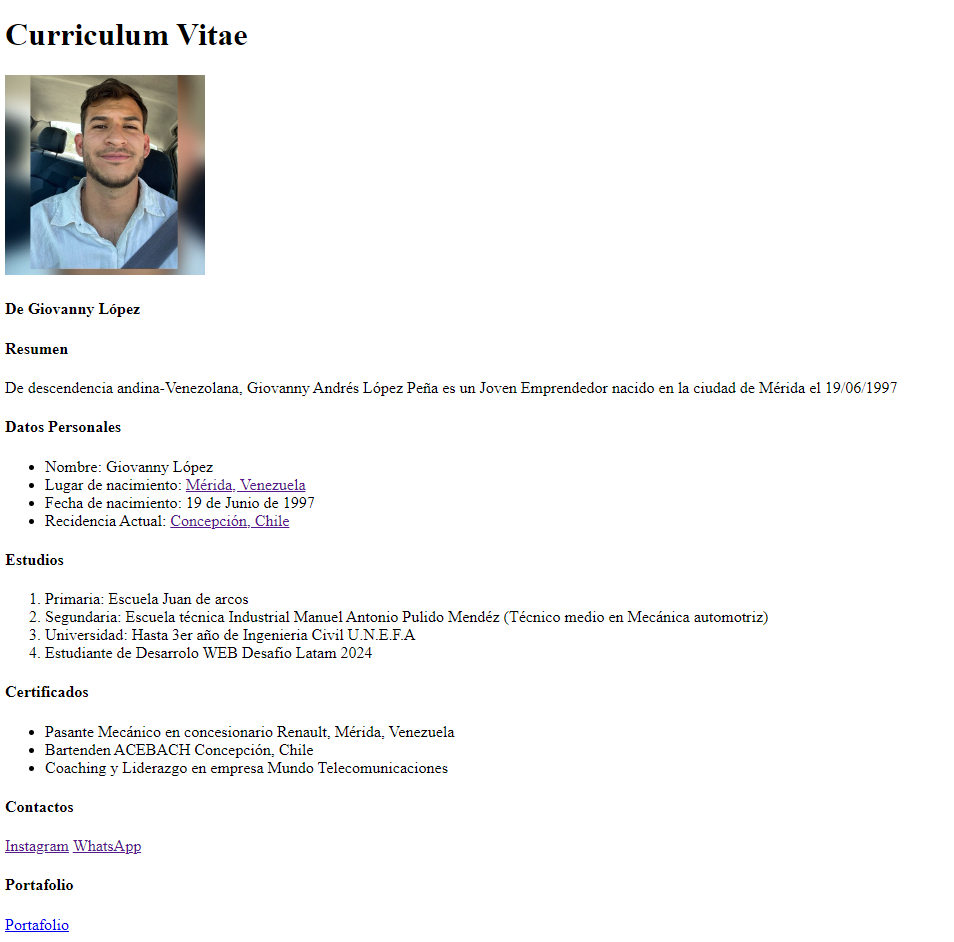 Curriculum Vitae
De Giovanny López
Resumen
De descendencia andina-Venezolana, Giovanny Andrés López Peña es un Joven Emprendedor nacido en la ciudad de Mérida el 19/06/1997
Datos Personales
• Nombre: Giovanny López
• Lugar de nacimiento: Mérida, Venezuela
• Fecha de nacimiento: 19 de Junio de 1997
• Recidencia Actual: Concepción, Chile
Estudios
1. Primaria: Escuela Juan de arcos
2. Segundaria: Escuela técnica Industrial Manuel Antonio Pulido Mendéz (Técnico medio en Mecánica automotriz)
3. Universidad: Hasta 3er año de Ingenieria Civil U.N.E.F.A
4. Estudiante de Desarrolo WEB Desafio Latam 2024
Certificados
• Pasante Mecánico en concesionario Renault, Mérida, Venezuela
• Bartenden ACEBACH Concepción, Chile
• Coaching y Liderazgo en empresa Mundo Telecomunicaciones
Contactos
Instagram WhatsApp
Portafolio
Portafolio